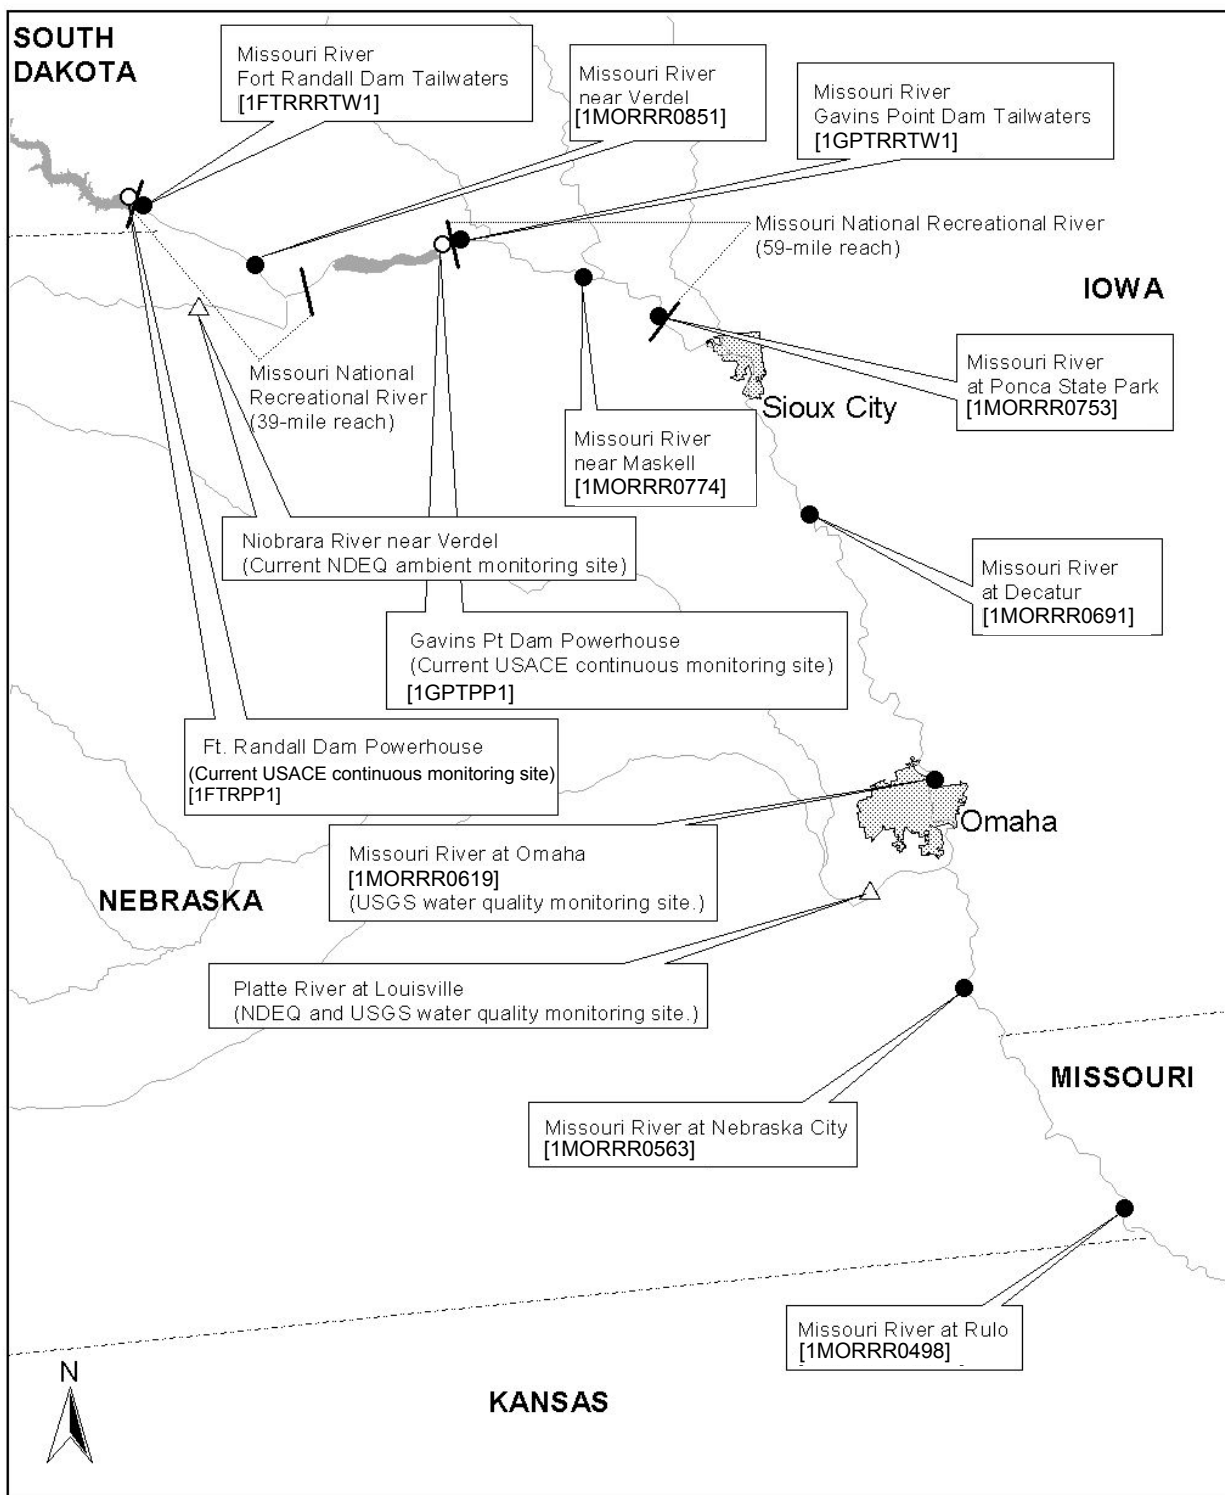 SOUTH
DAKOTA
Missouri River
Fort Randall Dam Tailwaters
[1FTRRRTW1]
Missouri River
near Verdel
[1MORRR0851]
Missouri River
Gavins Point Dam Tailwaters
[1GPTRRTW1]
Missouri National Recreational River
(59-mile reach)
IOWA
Missouri National
Recreational River
(39-mile reach)
Missouri River
at Ponca State Park
[1MORRR0753]
Sioux City
Missouri River
near Maskell
[1MORRR0774]
Niobrara River near Verdel
(Current NDEQ ambient monitoring site)
Missouri River
at Decatur
[1MORRR0691]
Gavins Pt Dam Powerhouse
(Current USACE continuous monitoring site)
[1GPTPP1]
Ft. Randall Dam Powerhouse
(Current USACE continuous monitoring site)
[1FTRPP1]
Omaha
Missouri River at Omaha
[1MORRR0619]
(USGS water quality monitoring site.)
NEBRASKA
Platte River at Louisville
(NDEQ and USGS water quality monitoring site.)
MISSOURI
Missouri River at Nebraska City
[1MORRR0563]
Missouri River at Rulo
[1MORRR0498]
N
KANSAS